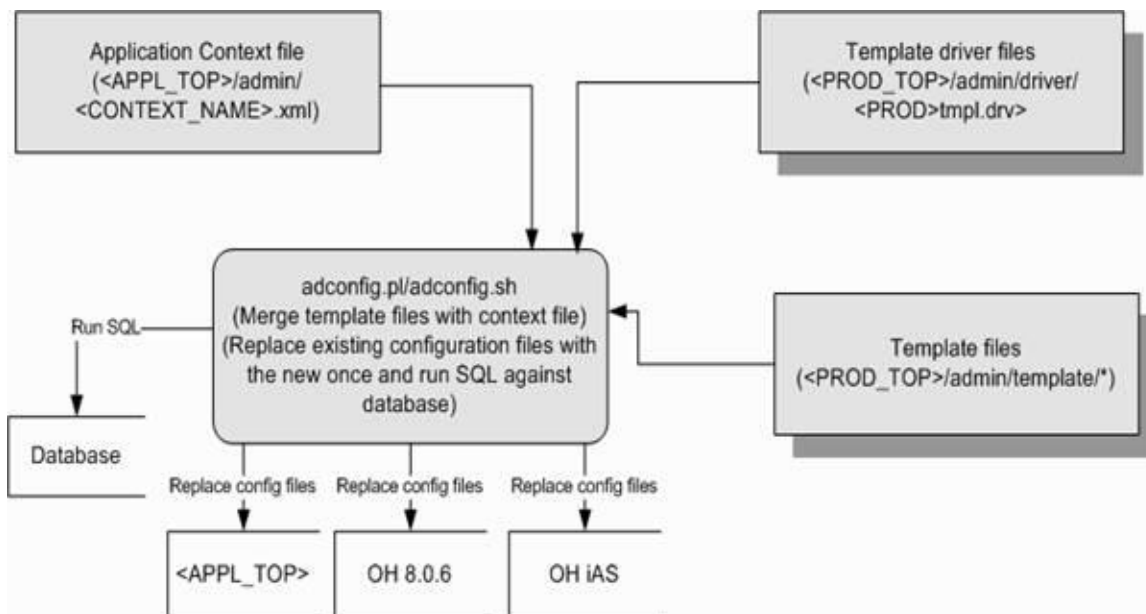 Application Context file
(<APPL_TOP>/admin/
<CONTEXT_NAME>.xml)
Template driver files
(<PROD_TOP>/admin/driver/
<PROD>tmpl.drv>
adconfig.pl/adconfig.sh
(Merge template files with context file)
(Replace existing configuration files with
the new once and run SQL against
database)
Run SQL
Template files
(<PROD_TOP>/admin/template/*)
Database
Replace config files
Replace config files
Replace config files
<APPL_TOP>
OH 8.0.6
OH iAS